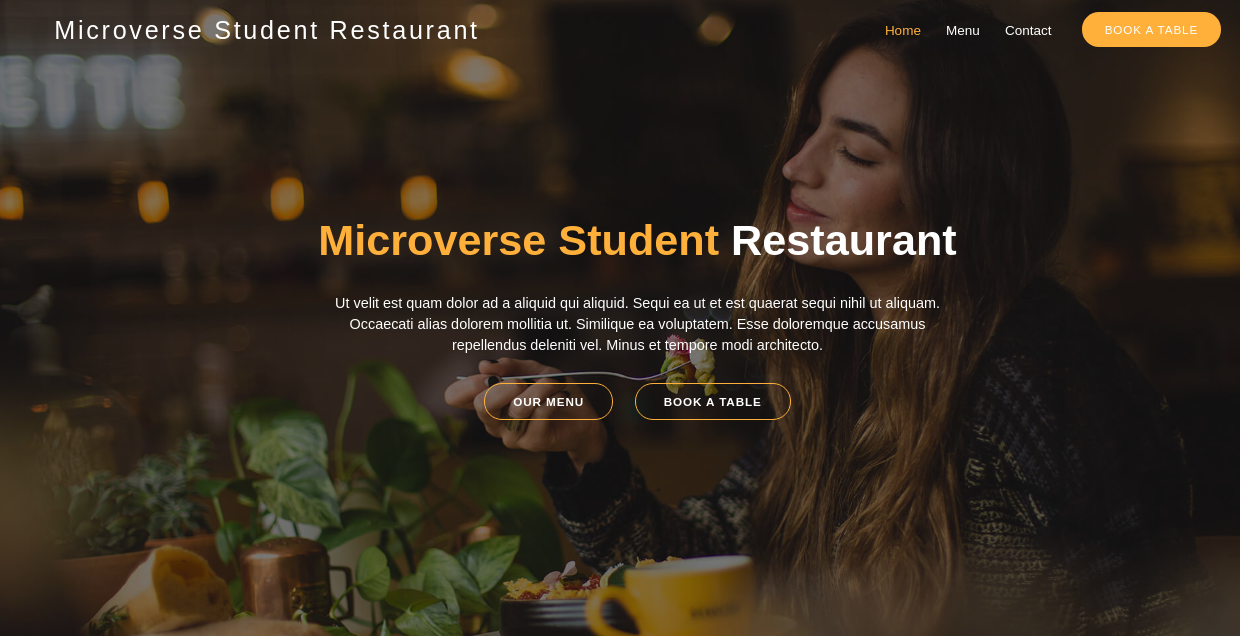 Microverse Student Restaurant
Home Menu Contact BOOK A TABLE
ETTE
Microverse Student Restaurant
Ut velit est quam dolor ad a aliquid qui aliquid. Sequi ea ut et est quaerat sequi nihil ut aliquam.
Occaecati alias dolorem mollitia ut. Similique ea voluptatem. Esse doloremque accusamus
repellendus deleniti vel. Minus et tempore modi architecto.
OUR MENU BOOK A TABLE